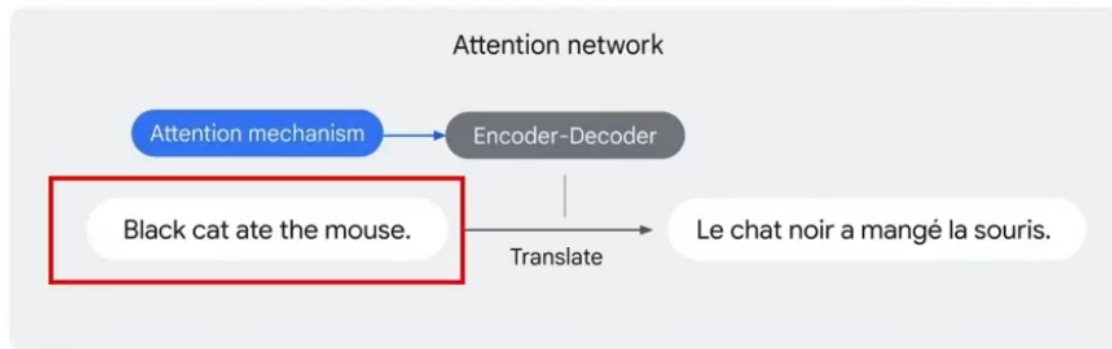 Attention network
Attention mechanism
Encoder-Decoder
Black cat ate the mouse.
Translate
Le chat noir a mangé la souris.